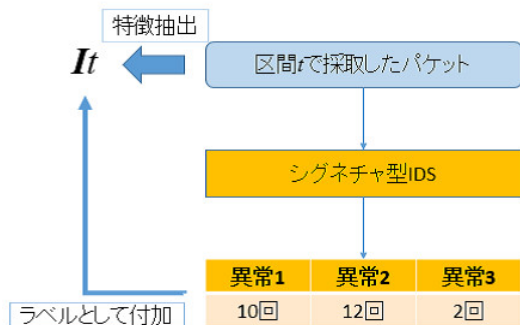 特徴抽出
It
区間tで採取したパケット
シグネチャ型IDS
異常1 異常2 異常3
10回 12回 2回
ラベルとして付加